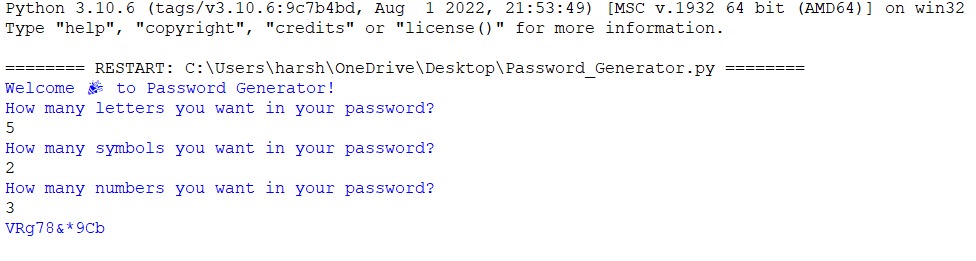 Python 3.10.6 (tags/v3.10.6:9c7b4bd, Aug  1 2022, 21:53:49) [MSC v.1932 64 bit (AMD64)] on win32
Type "help", "copyright", "credits" or "license()" for more information.
======== RESTART: C:\Users\harsh\OneDrive\Desktop\Password_Generator.py ========
Welcome 🎉 to Password Generator!
How many letters you want in your password?
5
How many symbols you want in your password?
2
How many numbers you want in your password?
3
VRg78&*9Cb